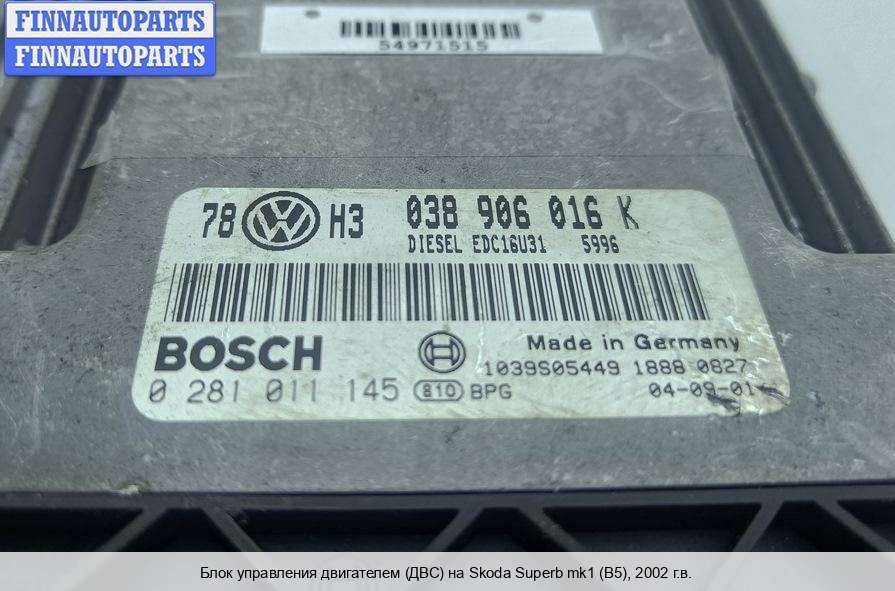 FINNAUTOPARTS
FINNAUTOPARTS
54971515
78 VW H3 038 906 016 K
DIESEL EDC16U31 5996
BOSCH
Made in Germany
1039S05449 1888 0827
0 281 011 145 810 BPG 04-09-01
Блок управления двигателем (ДВС) на Skoda Superb mk1 (B5), 2002 г.в.